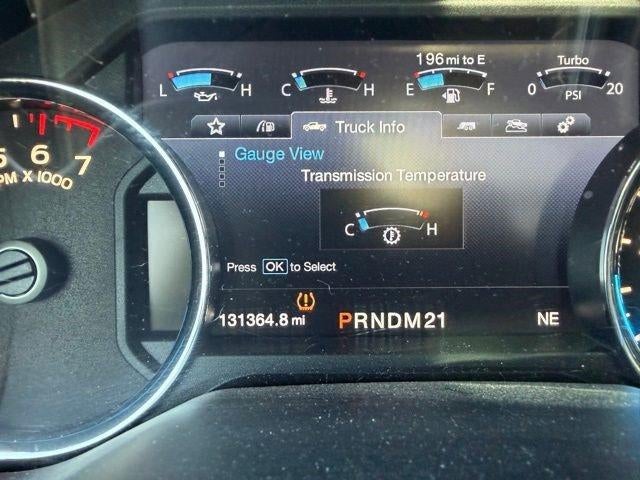 196 mi to E
Turbo
L H
C H
E F
0 20
PSI
Truck Info
Gauge View
Transmission Temperature
C H
Press OK to Select
131364.8 mi
PRNDM21
NE
5 6 7
PM X 1000